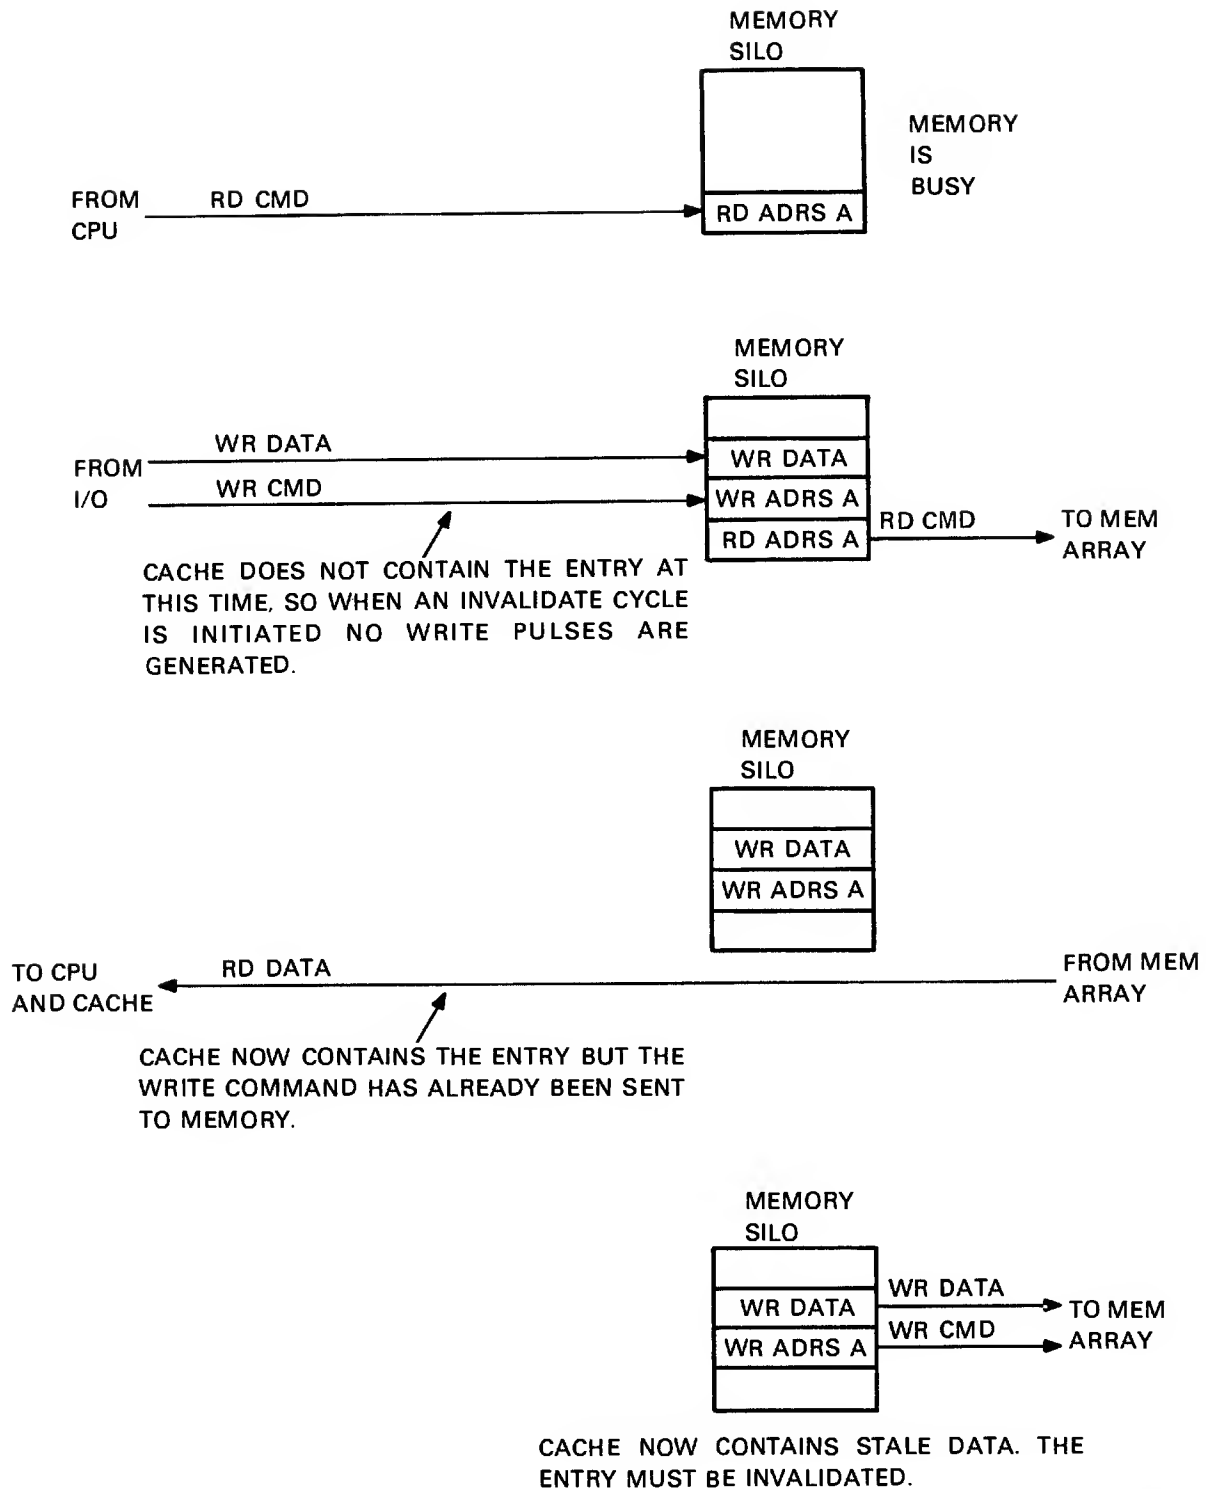 MEMORY
SILO
MEMORY
IS
BUSY
FROM
CPU
RD CMD
RD ADRS A
MEMORY
SILO
FROM
I/O
WR DATA
WR CMD
WR DATA
WR ADRS A
RD ADRS A
RD CMD
TO MEM
ARRAY
CACHE DOES NOT CONTAIN THE ENTRY AT
THIS TIME, SO WHEN AN INVALIDATE CYCLE
IS INITIATED NO WRITE PULSES ARE
GENERATED.
MEMORY
SILO
WR DATA
WR ADRS A
TO CPU
AND CACHE
RD DATA
FROM MEM
ARRAY
CACHE NOW CONTAINS THE ENTRY BUT THE
WRITE COMMAND HAS ALREADY BEEN SENT
TO MEMORY.
MEMORY
SILO
WR DATA
WR ADRS A
WR DATA
WR CMD
TO MEM
ARRAY
CACHE NOW CONTAINS STALE DATA. THE
ENTRY MUST BE INVALIDATED.